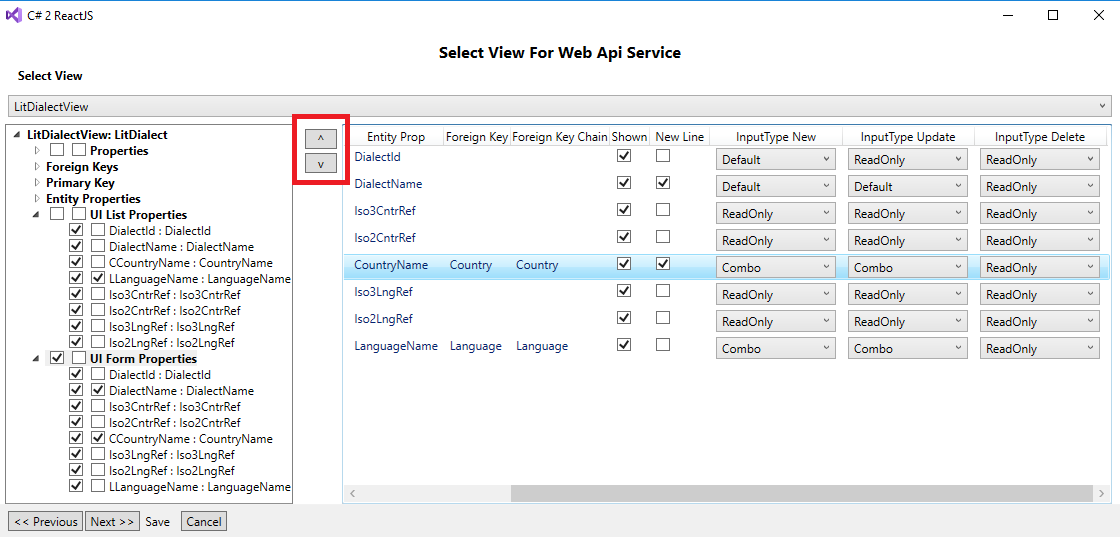 C# 2 ReactJS
Select View For Web Api Service
Select View
LitDialectView
LitDialectView: LitDialect
Properties
Foreign Keys
Primary Key
Entity Properties
UI List Properties
DialectId : DialectId
DialectName : DialectName
CCountryName : CountryName
LLanguageName : LanguageName
Iso3CntrRef : Iso3CntrRef
Iso2CntrRef : Iso2CntrRef
Iso3LngRef : Iso3LngRef
Iso2LngRef : Iso2LngRef
UI Form Properties
DialectId : DialectId
DialectName : DialectName
Iso3CntrRef : Iso3CntrRef
Iso2CntrRef : Iso2CntrRef
CCountryName : CountryName
Iso3LngRef : Iso3LngRef
Iso2LngRef : Iso2LngRef
LLanguageName : LanguageName
^
v
Entity Prop Foreign Key Foreign Key Chain Shown New Line InputType New InputType Update InputType Delete
DialectId Default ReadOnly ReadOnly
DialectName Default Default ReadOnly
Iso3CntrRef ReadOnly ReadOnly ReadOnly
Iso2CntrRef ReadOnly ReadOnly ReadOnly
CountryName Country Country Combo Combo ReadOnly
Iso3LngRef ReadOnly ReadOnly ReadOnly
Iso2LngRef ReadOnly ReadOnly ReadOnly
LanguageName Language Language Combo Combo ReadOnly
<< Previous Next >> Save Cancel